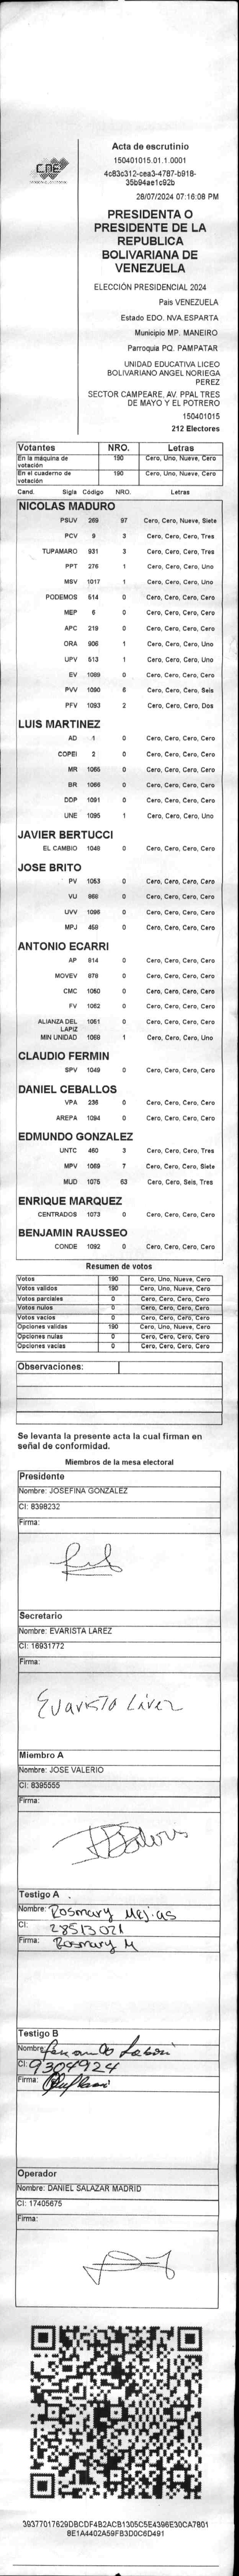 CNE
Acta de escrutinio
150401015.01.1.0001
4c83c312-cea3-4787-b918-
35b94ae1c92b
28/07/2024 07:16:08 PM
PRESIDENTA O
PRESIDENTE DE LA
REPUBLICA
BOLIVARIANA DE
VENEZUELA
ELECCIÓN PRESIDENCIAL 2024
Pais VENEZUELA
Estado EDO. NVA.ESPARTA
Municipio MP. MANEIRO
Parroquia PQ. PAMPATAR
UNIDAD EDUCATIVA LICEO
BOLIVARIANO ANGEL NORIEGA
PEREZ
SECTOR CAMPEARE, AV. PPAL TRES
DE MAYO Y EL POTRERO
150401015
212 Electores
Votantes NRO. Letras
En la máquina de votación 190 Cero, Uno, Nueve, Cero
En el cuaderno de votación 190 Cero, Uno, Nueve, Cero
Cand. Sigla Código NRO. Letras
NICOLAS MADURO
PSUV 269 97 Cero, Cero, Nueve, Siete
PCV 9 3 Cero, Cero, Cero, Tres
TUPAMARO 931 3 Cero, Cero, Cero, Tres
PPT 276 1 Cero, Cero, Cero, Uno
MSV 1017 1 Cero, Cero, Cero, Uno
PODEMOS 514 0 Cero, Cero, Cero, Cero
MEP 5 0 Cero, Cero, Cero, Cero
APC 219 0 Cero, Cero, Cero, Cero
ORA 906 1 Cero, Cero, Cero, Uno
UPV 513 1 Cero, Cero, Cero, Uno
EV 1089 0 Cero, Cero, Cero, Cero
PVV 1090 6 Cero, Cero, Cero, Seis
PFV 1093 2 Cero, Cero, Cero, Dos
LUIS MARTINEZ
AD 1 0 Cero, Cero, Cero, Cero
COPEI 2 0 Cero, Cero, Cero, Cero
MR 1065 0 Cero, Cero, Cero, Cero
BR 1066 0 Cero, Cero, Cero, Cero
DDP 1091 0 Cero, Cero, Cero, Cero
UNE 1095 1 Cero, Cero, Cero, Uno
JAVIER BERTUCCI
EL CAMBIO 1048 0 Cero, Cero, Cero, Cero
JOSE BRITO
PV 1053 0 Cero, Cero, Cero, Cero
VU 868 0 Cero, Cero, Cero, Cero
UVV 1096 0 Cero, Cero, Cero, Cero
MPJ 458 0 Cero, Cero, Cero, Cero
ANTONIO ECARRI
AP 814 0 Cero, Cero, Cero, Cero
MOVEV 878 0 Cero, Cero, Cero, Cero
CMC 1050 0 Cero, Cero, Cero, Cero
FV 1052 0 Cero, Cero, Cero, Cero
ALIANZA DEL LAPIZ 1051 0 Cero, Cero, Cero, Cero
MIN UNIDAD 1068 1 Cero, Cero, Cero, Uno
CLAUDIO FERMIN
SPV 1049 0 Cero, Cero, Cero, Cero
DANIEL CEBALLOS
VPA 236 0 Cero, Cero, Cero, Cero
AREPA 1094 0 Cero, Cero, Cero, Cero
EDMUNDO GONZALEZ
UNTC 460 3 Cero, Cero, Cero, Tres
MPV 1069 7 Cero, Cero, Cero, Siete
MUD 1075 63 Cero, Cero, Seis, Tres
ENRIQUE MARQUEZ
CENTRADOS 1073 0 Cero, Cero, Cero, Cero
BENJAMIN RAUSSEO
CONDE 1092 0 Cero, Cero, Cero, Cero
Resumen de votos
Votos 190 Cero, Uno, Nueve, Cero
Votos validos 190 Cero, Uno, Nueve, Cero
Votos parciales 0 Cero, Cero, Cero, Cero
Votos nulos 0 Cero, Cero, Cero, Cero
Votos vacios 0 Cero, Cero, Cero, Cero
Opciones validas 190 Cero, Uno, Nueve, Cero
Opciones nulas 0 Cero, Cero, Cero, Cero
Opciones vacias 0 Cero, Cero, Cero, Cero
Observaciones:
Se levanta la presente acta la cual firman en
señal de conformidad.
Miembros de la mesa electoral
Presidente
Nombre: JOSEFINA GONZALEZ
CI: 8398232
Firma:
Secretario
Nombre: EVARISTA LAREZ
CI: 16931772
Firma:
Miembro A
Nombre: JOSE VALERIO
CI: 8395555
Firma:
Testigo A
Nombre: Rosmary Mejias
CI: 28513021
Firma: Rosmary M
Testigo B
Nombre:
CI: 9304924
Firma:
Operador
Nombre: DANIEL SALAZAR MADRID
CI: 17405675
Firma:
39377017629DBCDF4B2ACB1305C5E4396E30CA7801
8E1A4402A59FB3D0C6D491